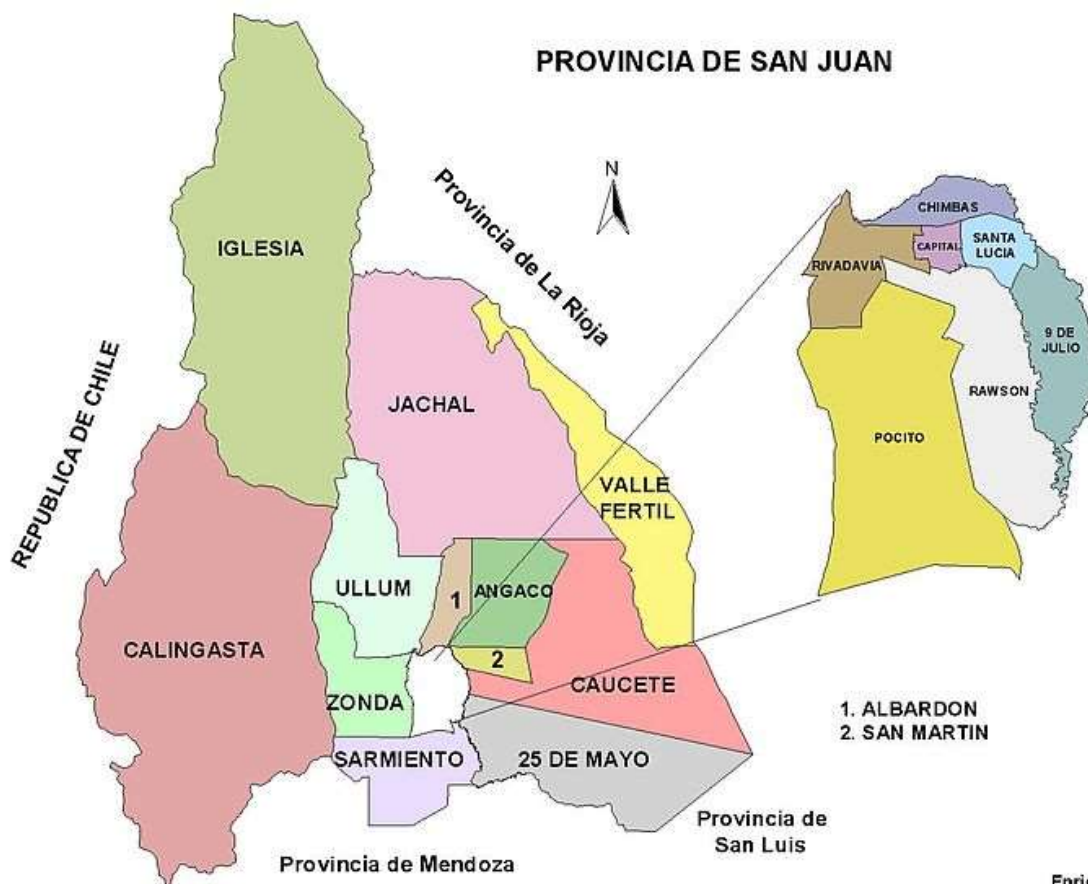 PROVINCIA DE SAN JUAN
N
Provincia de La Rioja
REPUBLICA DE CHILE
IGLESIA
JACHAL
VALLE
FERTIL
ULLUM
1
ANGACO
CALINGASTA
2
ZONDA
CAUCETE
SARMIENTO
25 DE MAYO
Provincia de Mendoza
Provincia de
San Luis
CHIMBAS
CAPITAL
SANTA
LUCIA
RIVADAVIA
9 DE
JULIO
RAWSON
POCITO
1. ALBARDON
2. SAN MARTIN